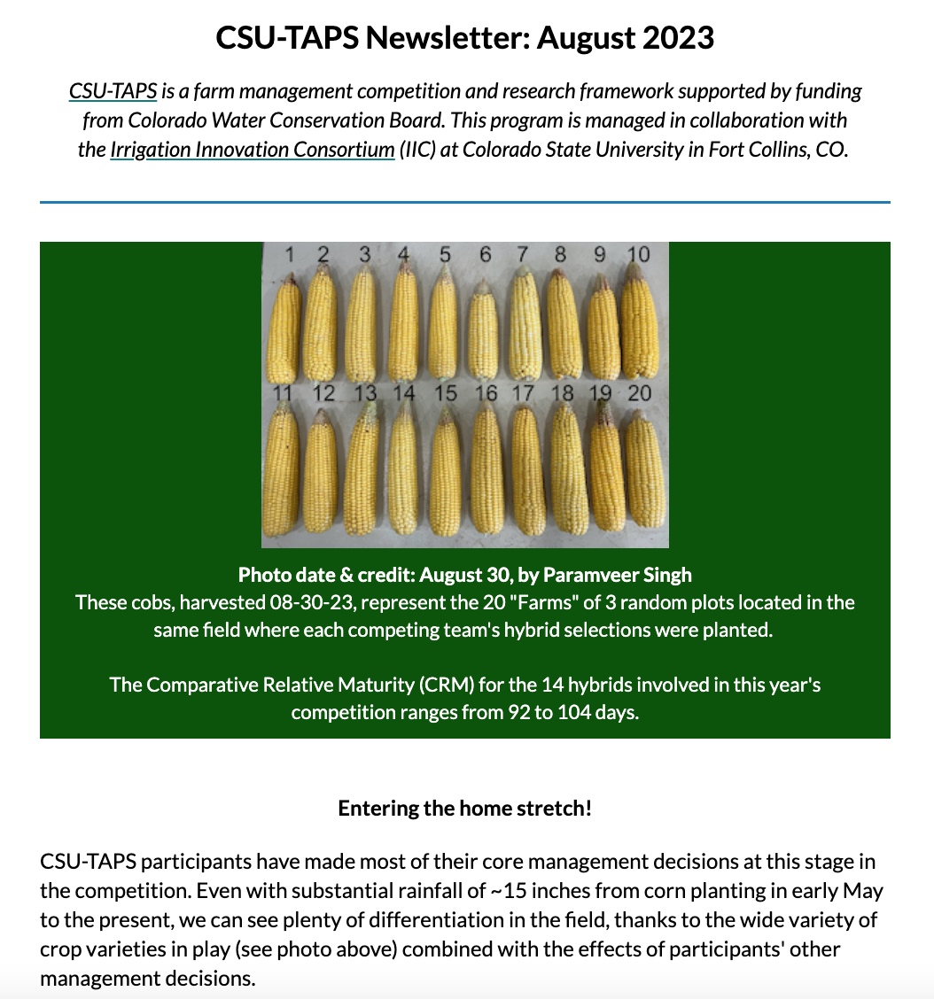 CSU-TAPS Newsletter: August 2023
CSU-TAPS is a farm management competition and research framework supported by funding
from Colorado Water Conservation Board. This program is managed in collaboration with
the Irrigation Innovation Consortium (IIC) at Colorado State University in Fort Collins, CO.
1 2 3 4 5 6 7 8 9 10
11 12 13 14 15 16 17 18 19 20
Photo date & credit: August 30, by Paramveer Singh
These cobs, harvested 08-30-23, represent the 20 "Farms" of 3 random plots located in the
same field where each competing team's hybrid selections were planted.
The Comparative Relative Maturity (CRM) for the 14 hybrids involved in this year's
competition ranges from 92 to 104 days.
Entering the home stretch!
CSU-TAPS participants have made most of their core management decisions at this stage in
the competition. Even with substantial rainfall of ~15 inches from corn planting in early May
to the present, we can see plenty of differentiation in the field, thanks to the wide variety of
crop varieties in play (see photo above) combined with the effects of participants' other
management decisions.